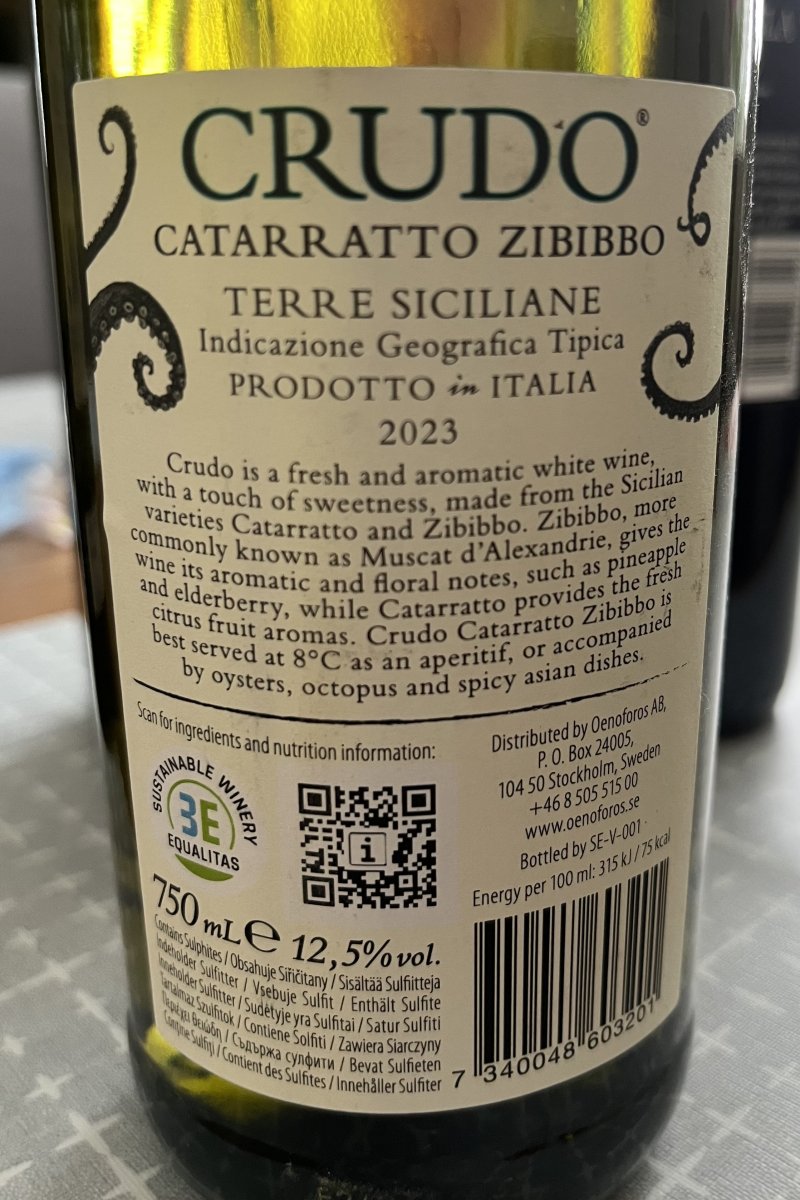 CRUDO®
CATARRATTO ZIBIBBO
TERRE SICILIANE
Indicazione Geografica Tipica
PRODOTTO in ITALIA
2023
Crudo is a fresh and aromatic white wine,
with a touch of sweetness, made from the Sicilian
varieties Catarratto and Zibibbo. Zibibbo, more
commonly known as Muscat d'Alexandrie, gives the
wine its aromatic and floral notes, such as pineapple
and elderberry, while Catarratto provides the fresh
citrus fruit aromas. Crudo Catarratto Zibibbo is
best served at 8°C as an aperitif, or accompanied
by oysters, octopus and spicy asian dishes.
Scan for ingredients and nutrition information:
SUSTAINABLE WINERY
3E
EQUALITAS
i
Distributed by Oenoforos AB,
P. O. Box 24005,
104 50 Stockholm, Sweden
+46 8 505 515 00
www.oenoforos.se
Bottled by SE-V-001
Energy per 100 ml: 315 kJ / 75 kcal
750 mL e 12,5% vol.
Contains Sulphites / Obsahuje Siřičitany / Sisältää Sulfiitteja
Indeholder Sulfitter / Vsebuje Sulfit / Enthält Sulfite
Inneholder Sulfitter / Sudėtyje yra Sulfitai / Satur Sulfiti
Tartalmaz Szulfitok / Contiene Solfiti / Zawiera Siarczyny
Περιέχει Θειώδη / Съдържа сулфити / Bevat Sulfieten
Conține Sulfiți / Contient des Sulfites / Innehåller Sulfiter
7 340048 603201